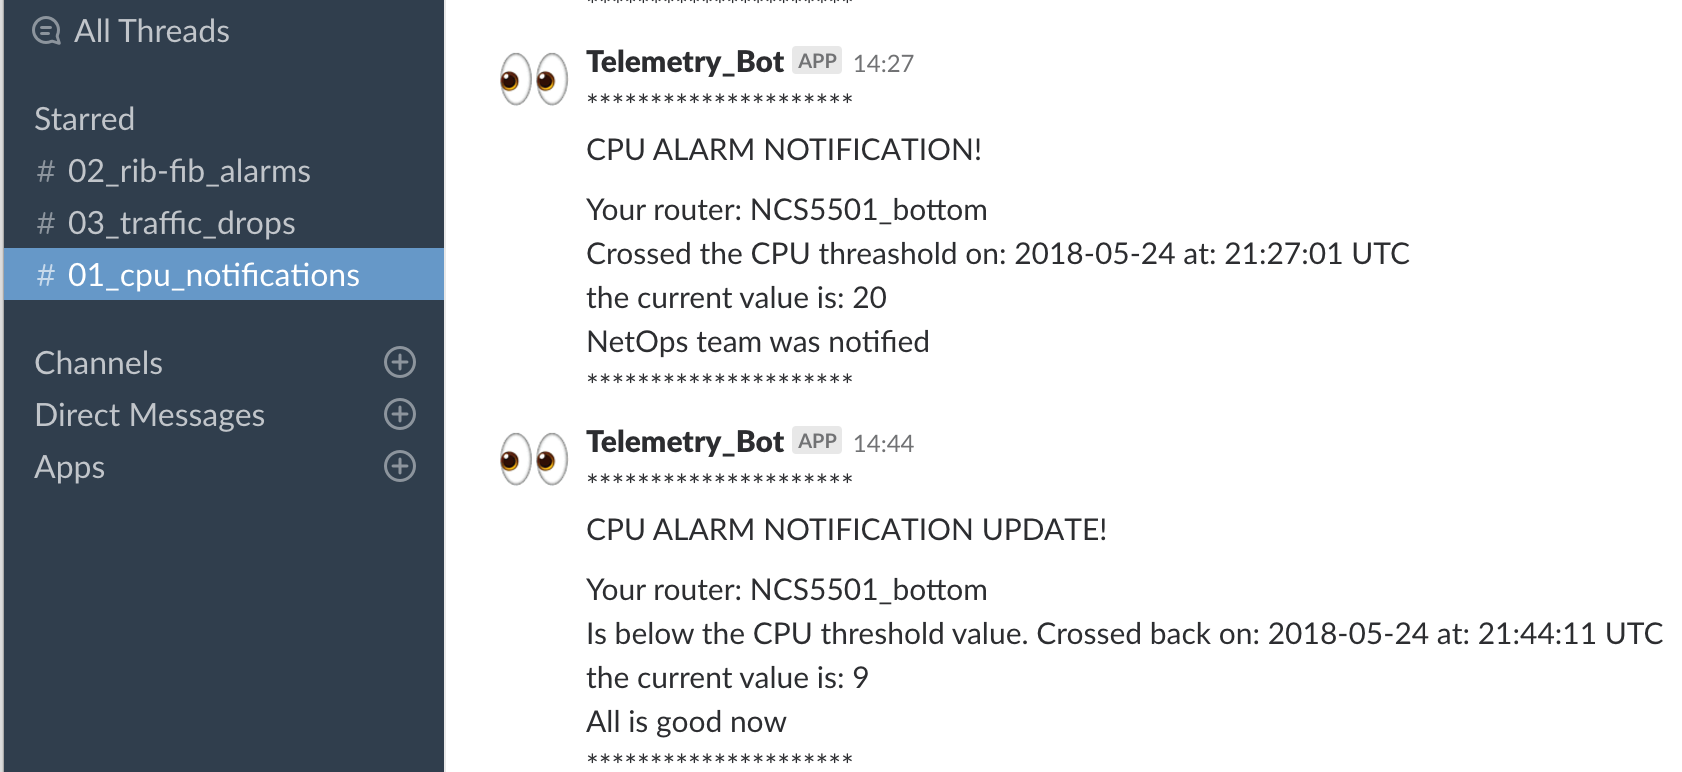 All Threads
Starred
# 02_rib-fib_alarms
# 03_traffic_drops
# 01_cpu_notifications
Channels
Direct Messages
Apps
*********************
Telemetry_Bot APP 14:27
*********************
CPU ALARM NOTIFICATION!
Your router: NCS5501_bottom
Crossed the CPU threashold on: 2018-05-24 at: 21:27:01 UTC
the current value is: 20
NetOps team was notified
*********************
Telemetry_Bot APP 14:44
*********************
CPU ALARM NOTIFICATION UPDATE!
Your router: NCS5501_bottom
Is below the CPU threshold value. Crossed back on: 2018-05-24 at: 21:44:11 UTC
the current value is: 9
All is good now
*********************